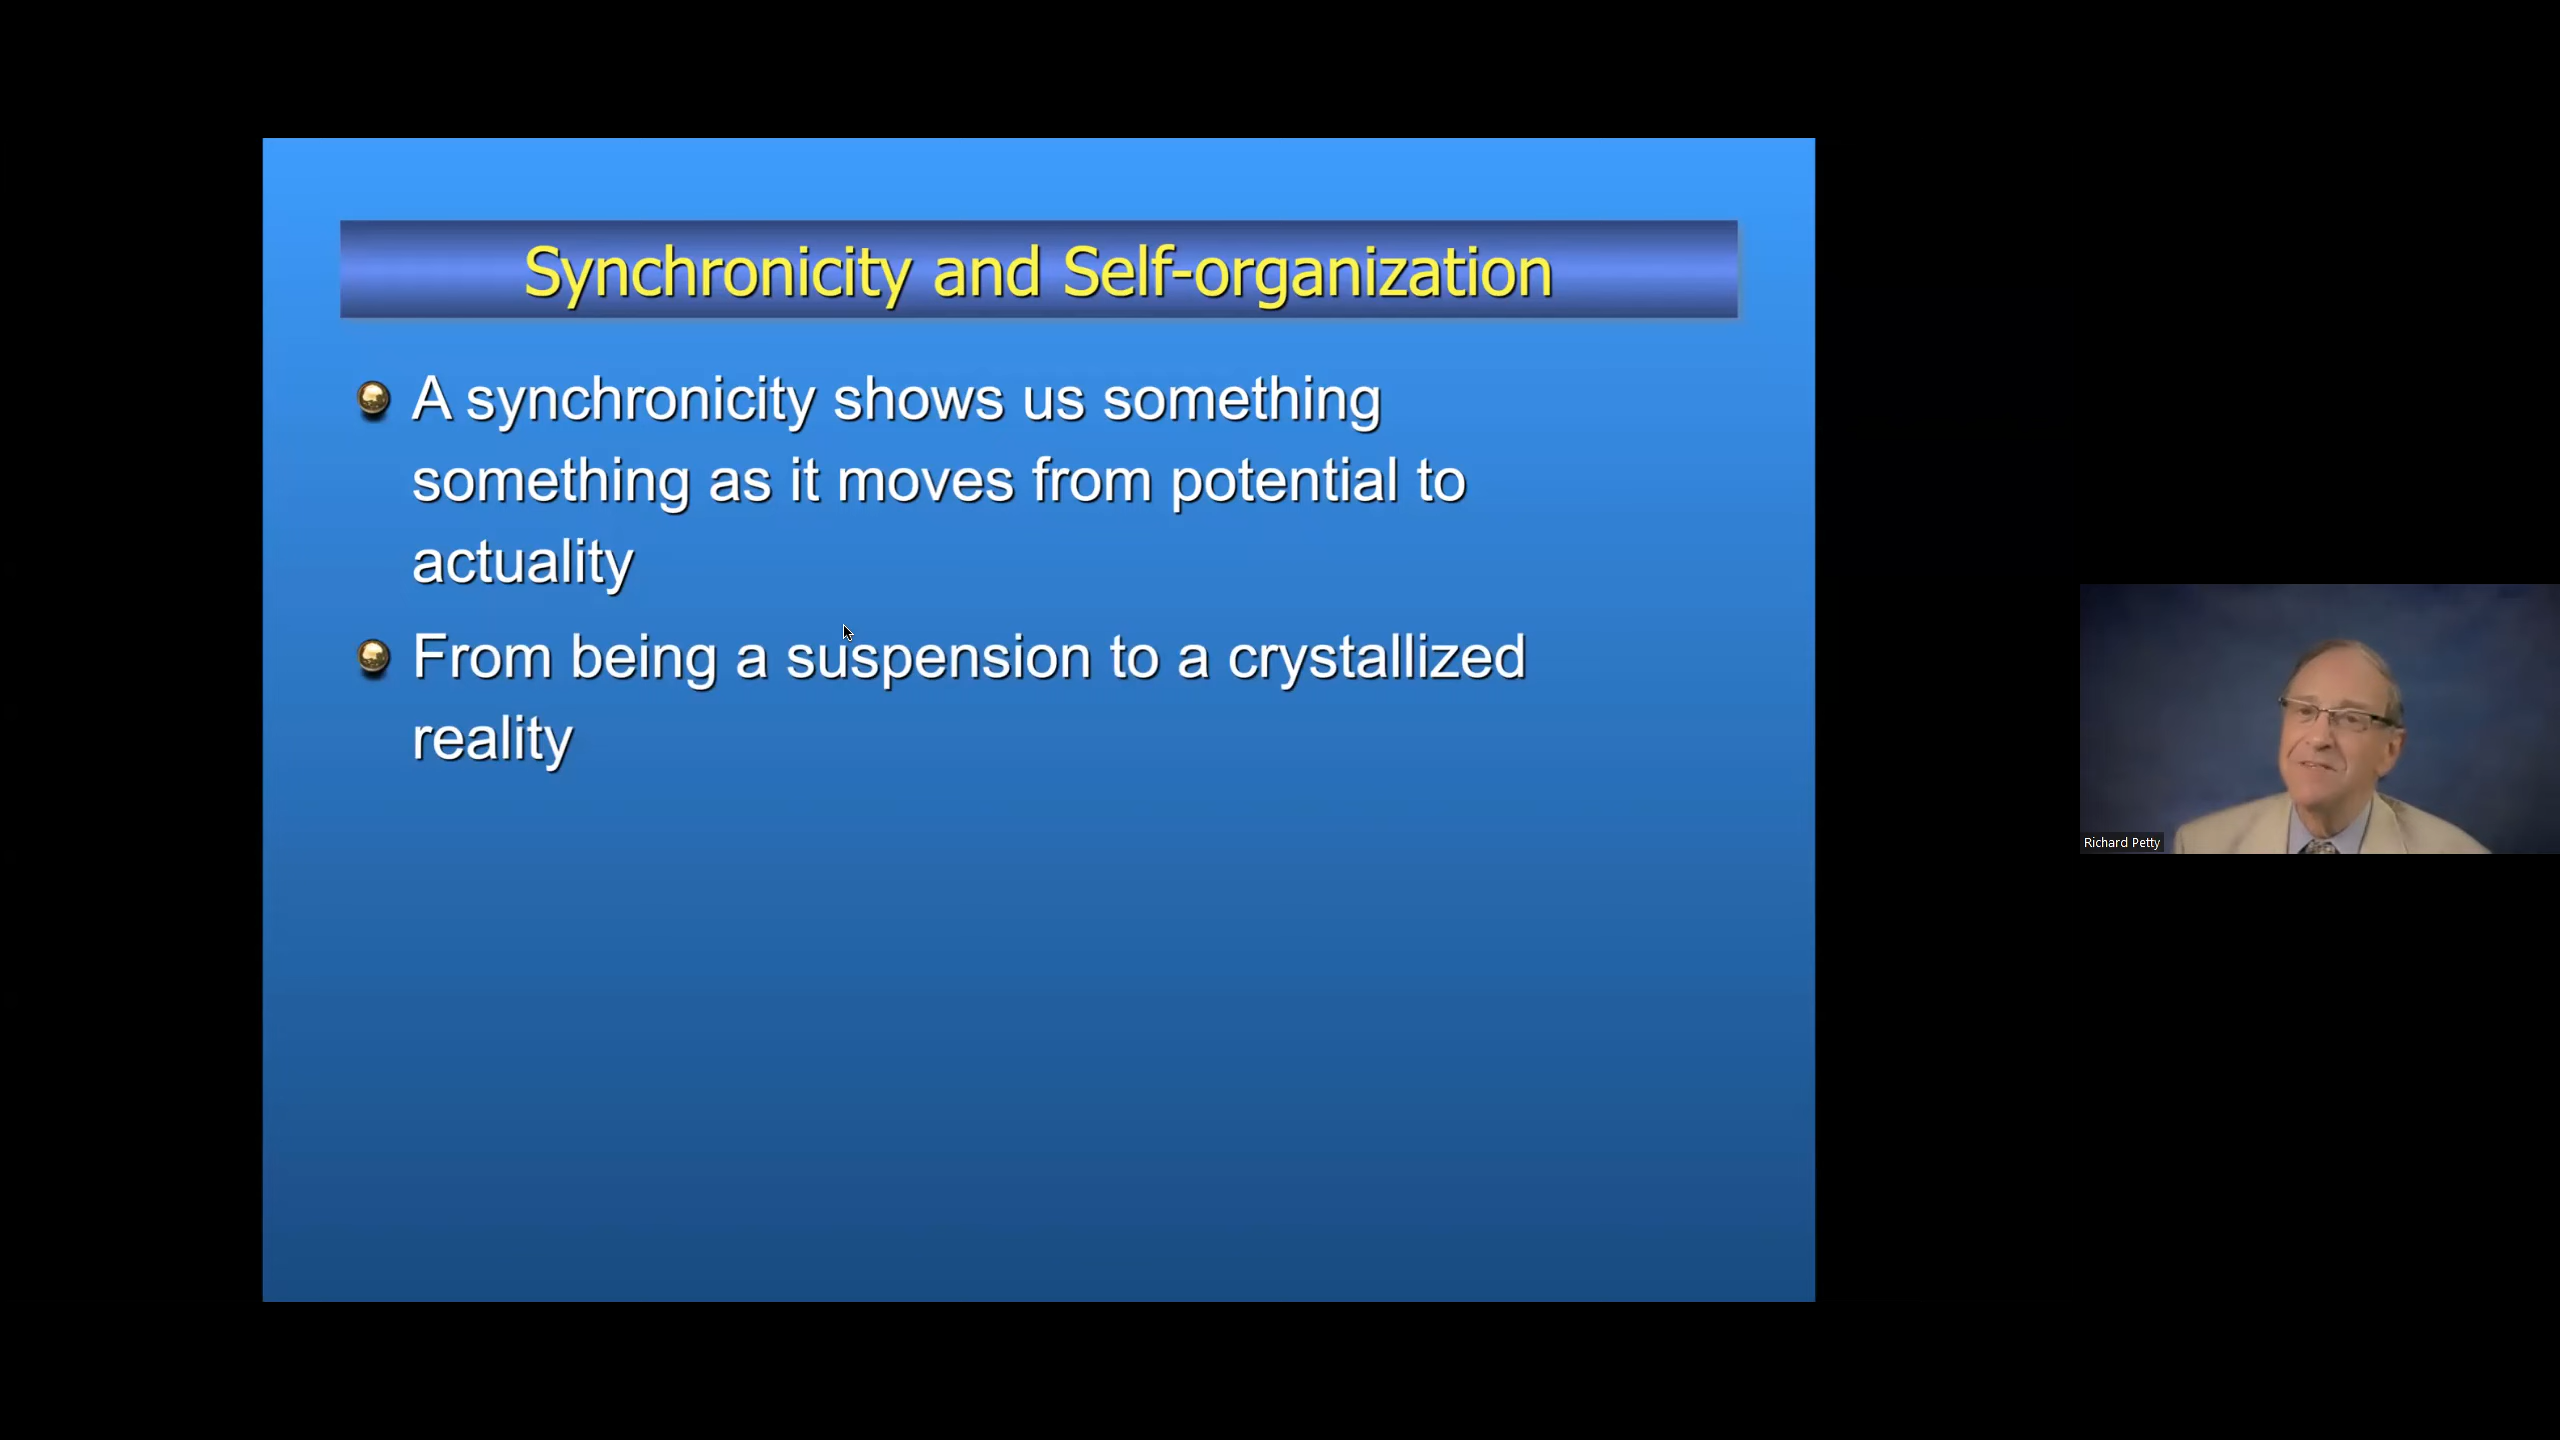 Synchronicity and Self-organization
A synchronicity shows us something
something as it moves from potential to
actuality
From being a suspension to a crystallized
reality
Richard Petty